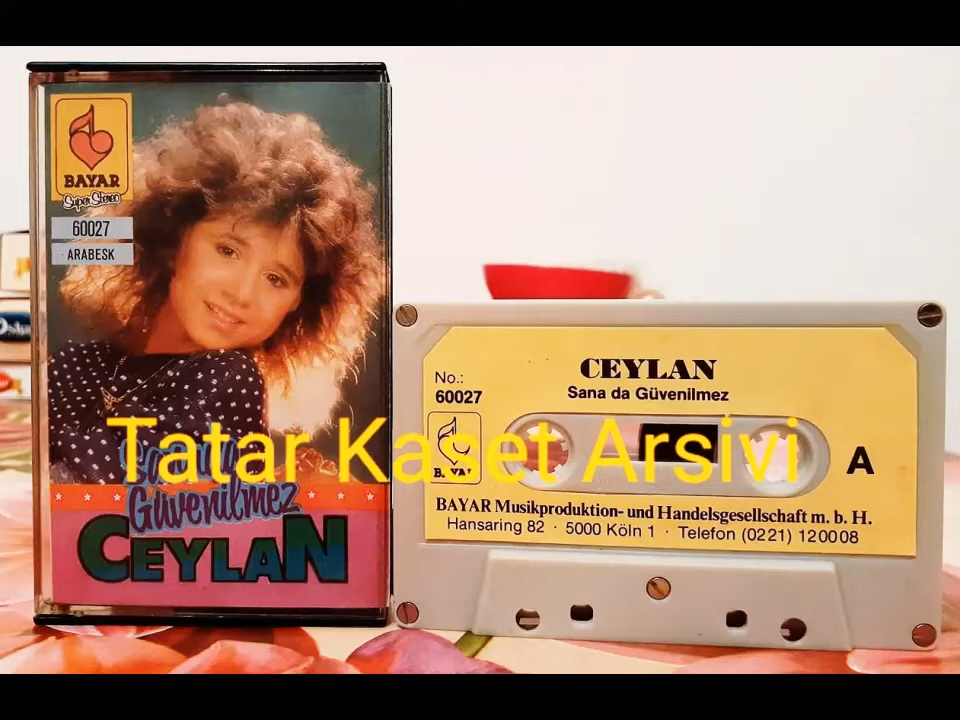 BAYAR
Super Stereo
60027
ARABESK
Sana da
Güvenilmez
CEYLAN
Tatar Kaset Arsivi
CEYLAN
Sana da Güvenilmez
No.:
60027
BAYAR
A
BAYAR Musikproduktion- und Handelsgesellschaft m. b. H.
Hansaring 82 · 5000 Köln 1 · Telefon (0221) 120008